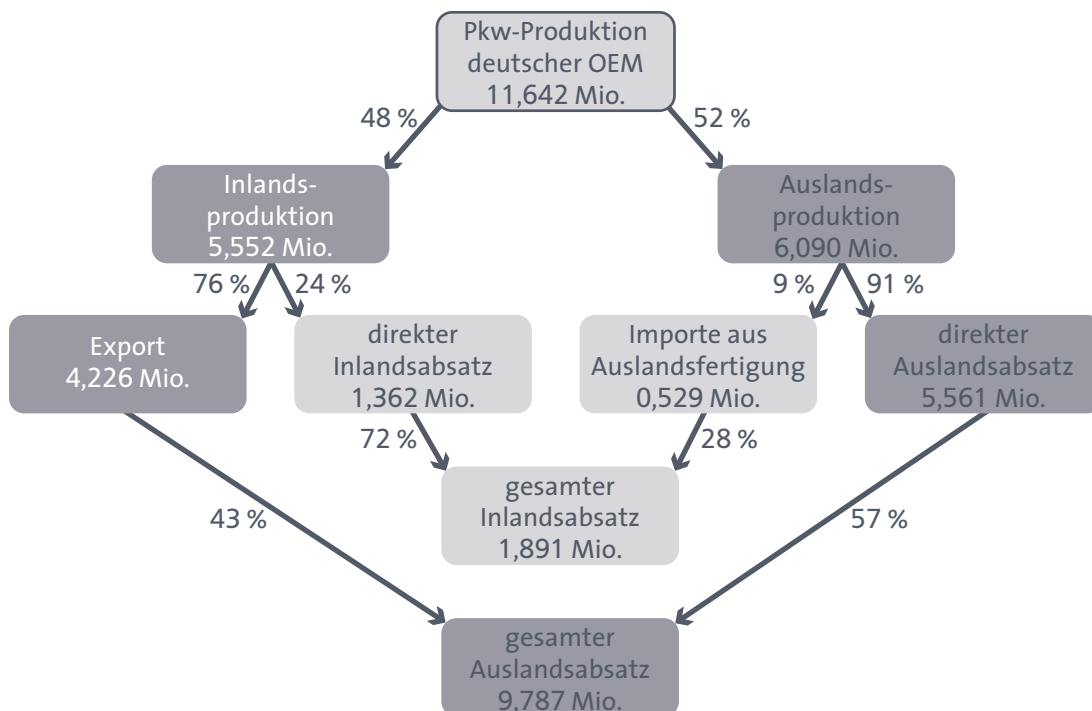 Pkw-Produktion
deutscher OEM
11,642 Mio.
48 %
52 %
Inlands-
produktion
5,552 Mio.
Auslands-
produktion
6,090 Mio.
76 %
24 %
9 %
91 %
Export
4,226 Mio.
direkter
Inlandsabsatz
1,362 Mio.
Importe aus
Auslandsfertigung
0,529 Mio.
direkter
Auslandsabsatz
5,561 Mio.
72 %
28 %
gesamter
Inlandsabsatz
1,891 Mio.
43 %
57 %
gesamter
Auslandsabsatz
9,787 Mio.